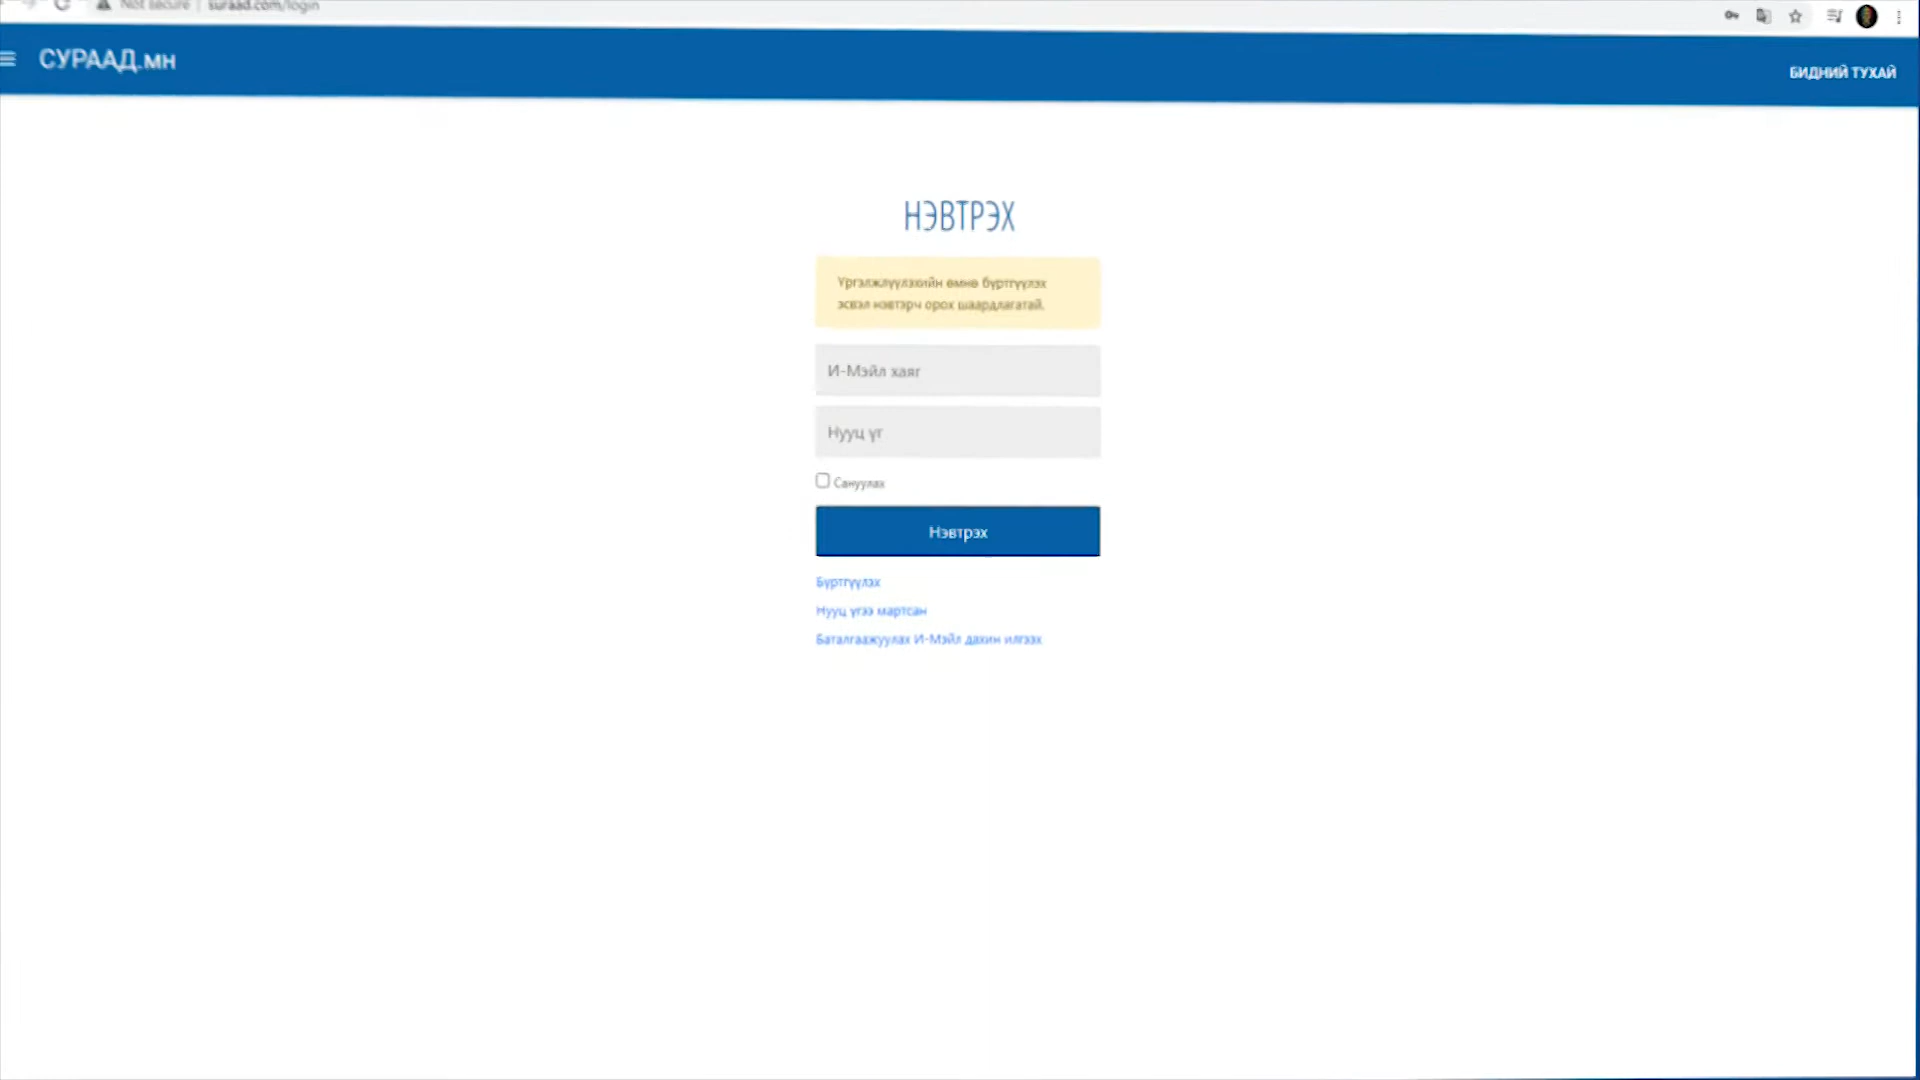 Not secure | suraad.com/login
СУРААД.мн
БИДНИЙ ТУХАЙ
НЭВТРЭХ
Үргэлжлүүлэхийн өмнө бүртгүүлэх
эсвэл нэвтэрч орох шаардлагатай.
И-Мэйл хаяг
Нууц үг
Сануулах
Нэвтрэх
Бүртгүүлэх
Нууц үгээ мартсан
Баталгаажуулах И-Мэйл дахин илгээх